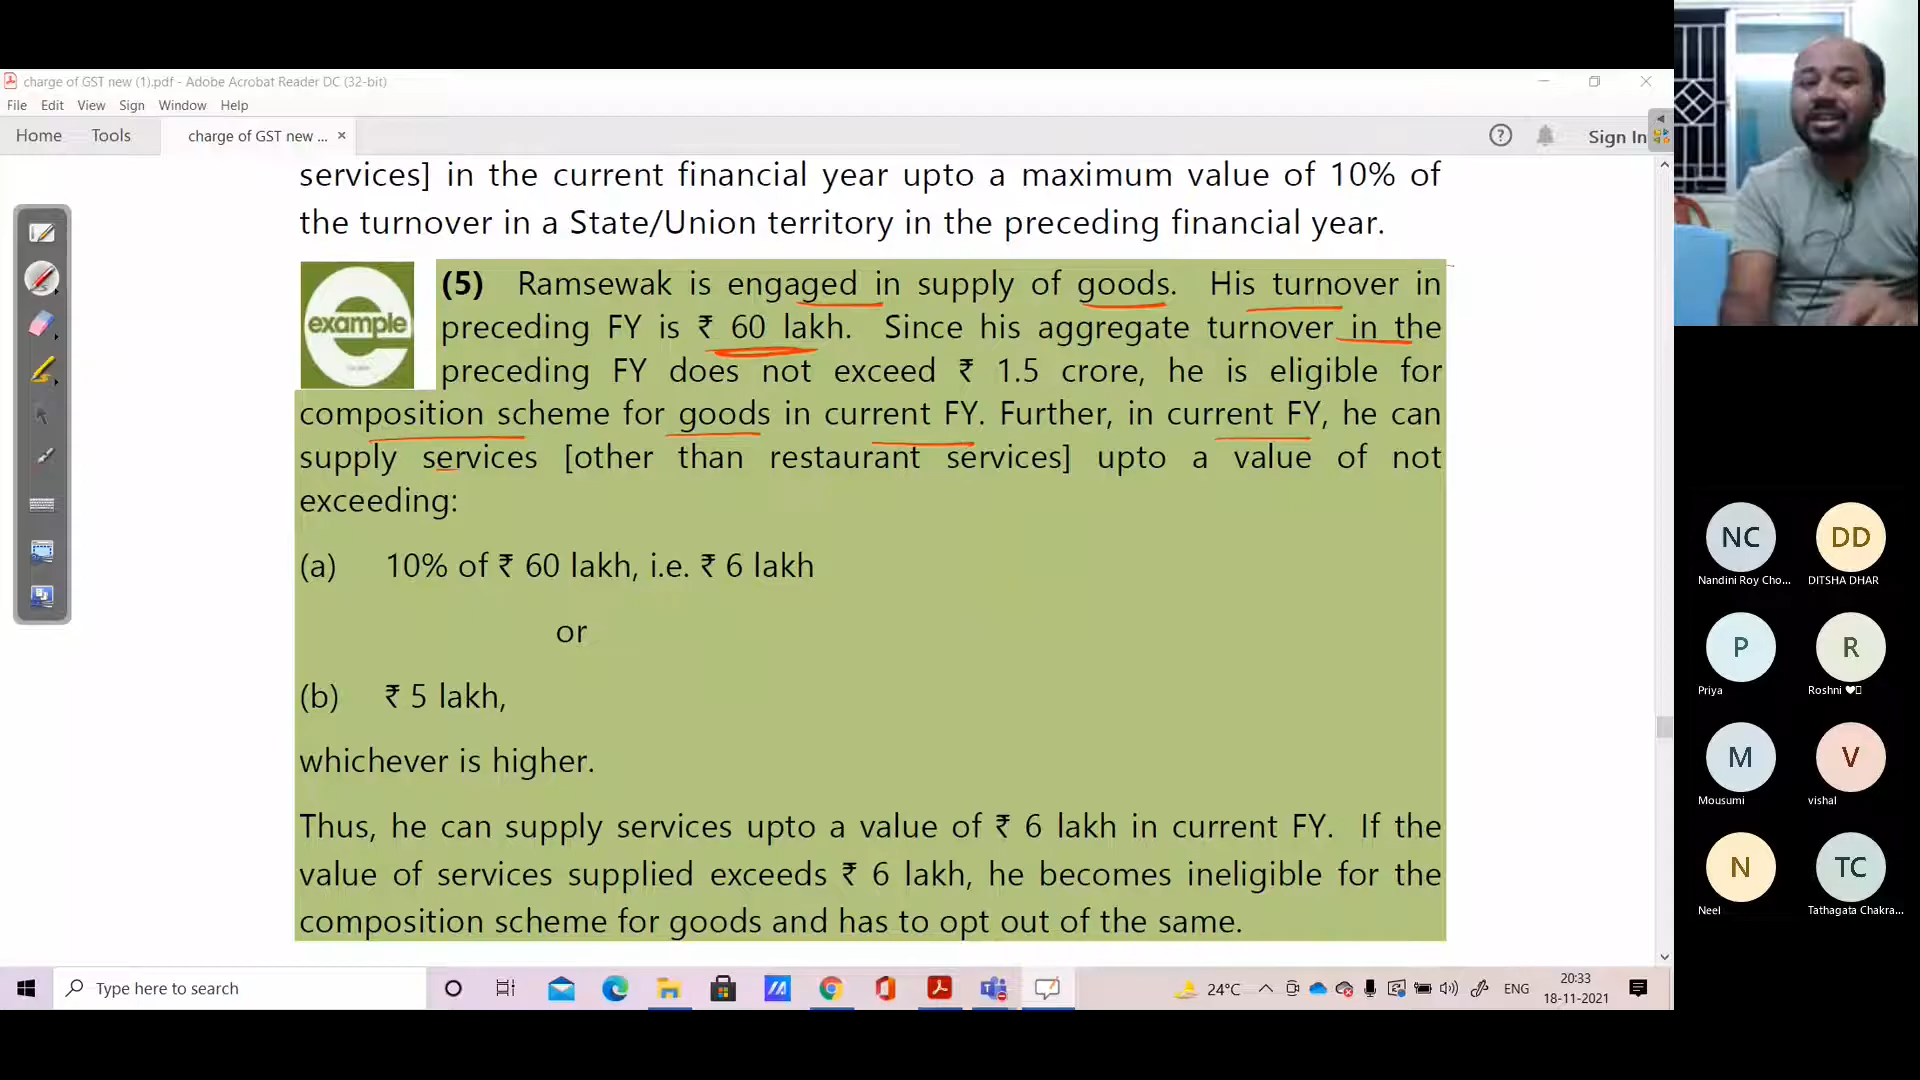 charge of GST new (1).pdf - Adobe Acrobat Reader DC (32-bit)
File Edit View Sign Window Help
Home Tools charge of GST new ... × Sign In
services] in the current financial year upto a maximum value of 10% of
the turnover in a State/Union territory in the preceding financial year.
example
(5) Ramsewak is engaged in supply of goods. His turnover in
preceding FY is ₹ 60 lakh. Since his aggregate turnover in the
preceding FY does not exceed ₹ 1.5 crore, he is eligible for
composition scheme for goods in current FY. Further, in current FY, he can
supply services [other than restaurant services] upto a value of not
exceeding:
(a) 10% of ₹ 60 lakh, i.e. ₹ 6 lakh
or
(b) ₹ 5 lakh,
whichever is higher.
Thus, he can supply services upto a value of ₹ 6 lakh in current FY. If the
value of services supplied exceeds ₹ 6 lakh, he becomes ineligible for the
composition scheme for goods and has to opt out of the same.
NC DD
Nandini Roy Cho... DITSHA DHAR
P R
Priya Roshni ❤
M V
Mousumi vishal
N TC
Neel Tathagata Chakra...
Type here to search
24°C ENG
20:33
18-11-2021